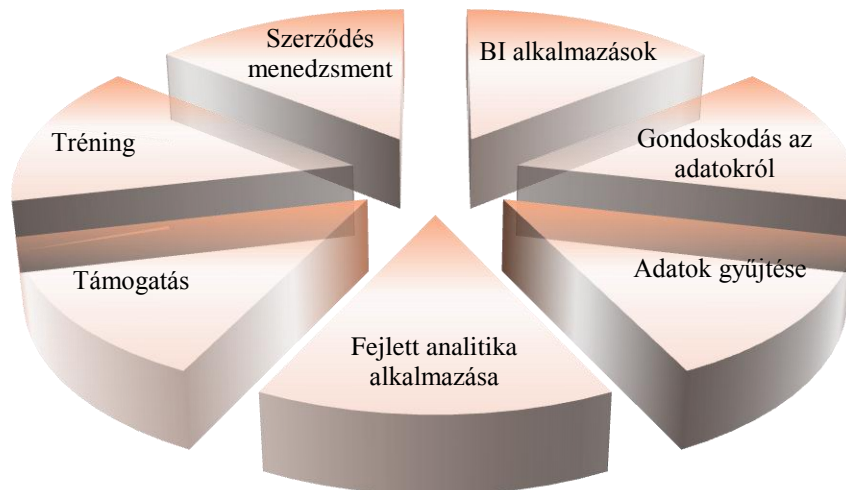 Szerződés
menedzsment
BI alkalmazások
Tréning
Gondoskodás az
adatokról
Támogatás
Adatok gyűjtése
Fejlett analitika
alkalmazása